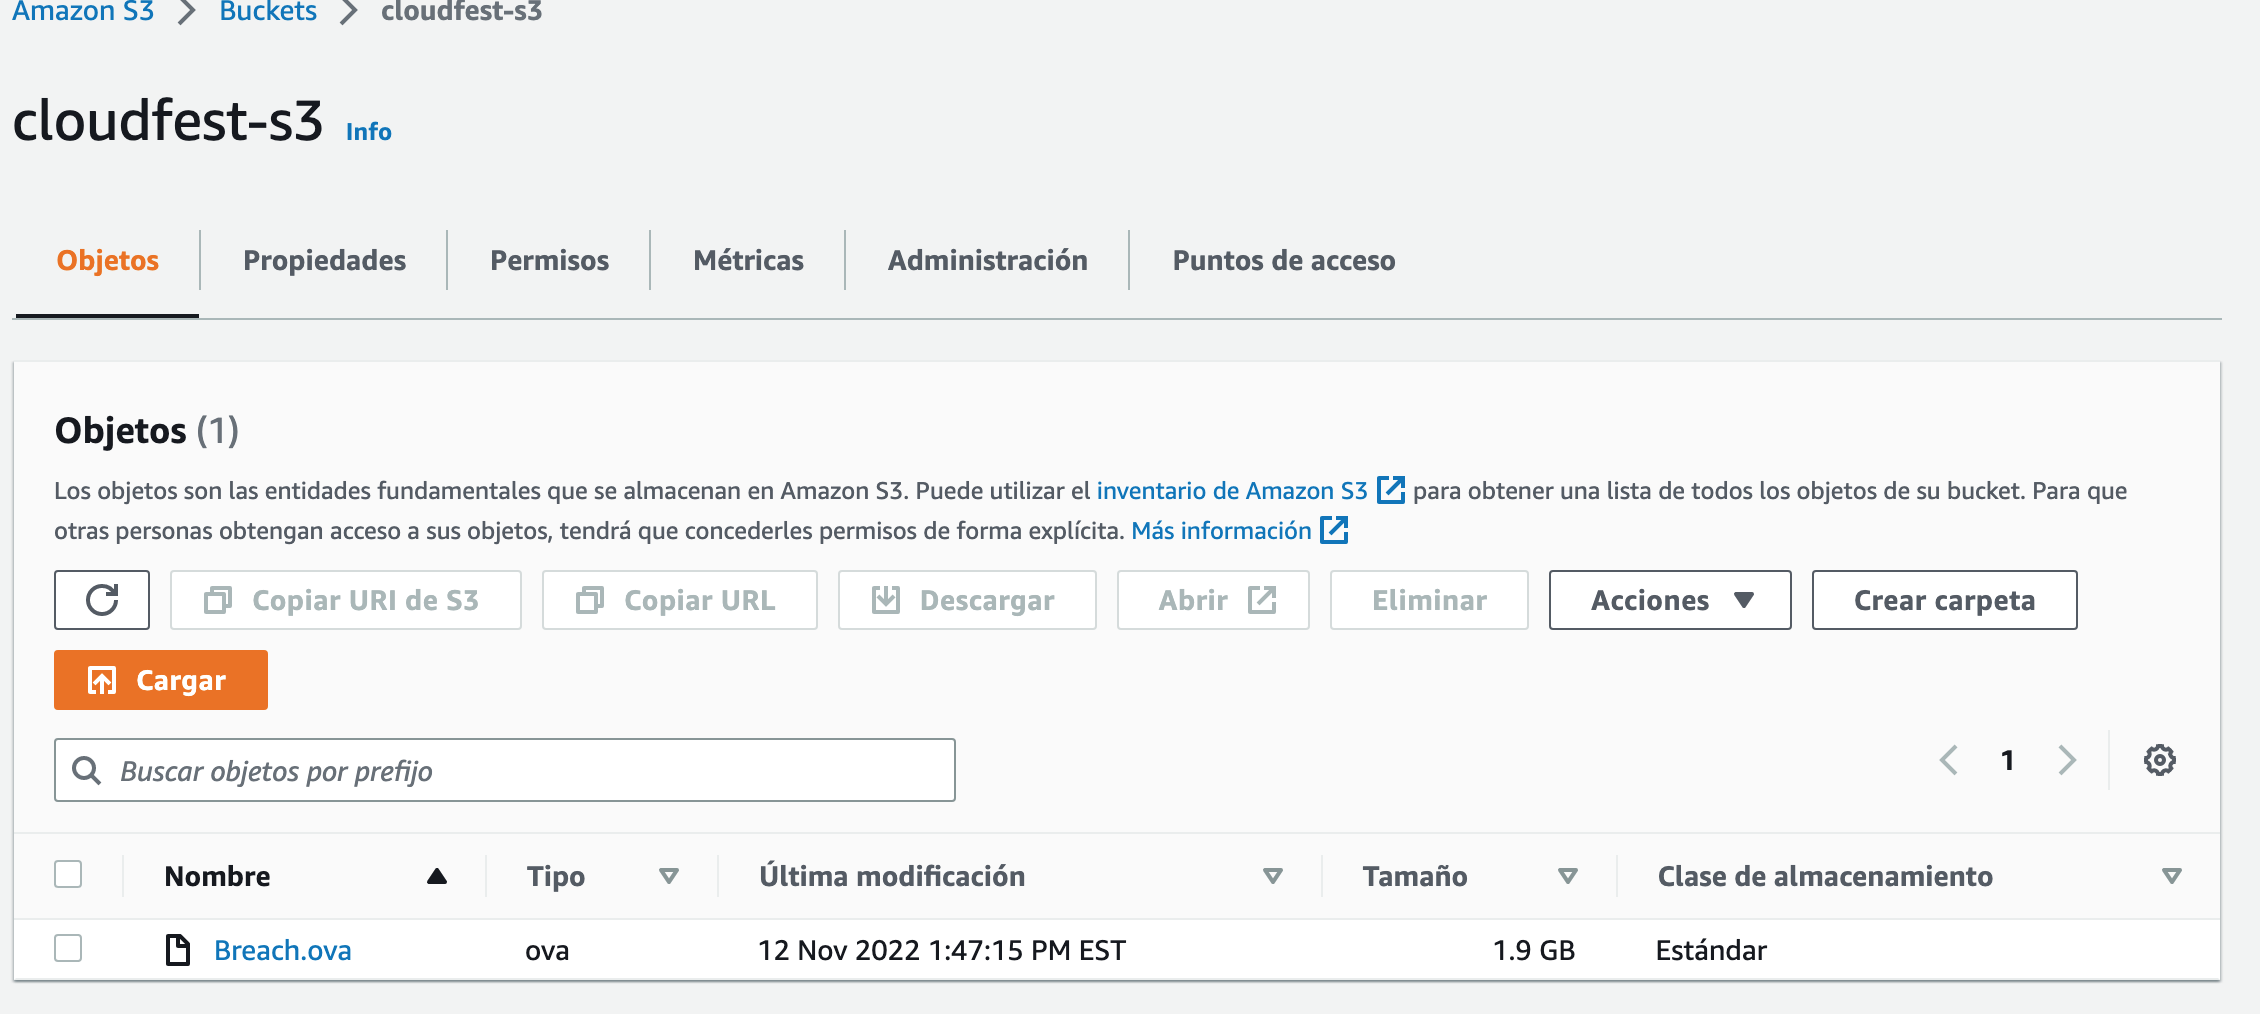 Amazon S3 > Buckets > cloudfest-s3
cloudfest-s3 Info
Objetos Propiedades Permisos Métricas Administración Puntos de acceso
Objetos (1)
Los objetos son las entidades fundamentales que se almacenan en Amazon S3. Puede utilizar el inventario de Amazon S3 para obtener una lista de todos los objetos de su bucket. Para que
otras personas obtengan acceso a sus objetos, tendrá que concederles permisos de forma explícita. Más información
Copiar URI de S3 Copiar URL Descargar Abrir Eliminar Acciones Crear carpeta
Cargar
Buscar objetos por prefijo 1
Nombre Tipo Última modificación Tamaño Clase de almacenamiento
Breach.ova ova 12 Nov 2022 1:47:15 PM EST 1.9 GB Estándar